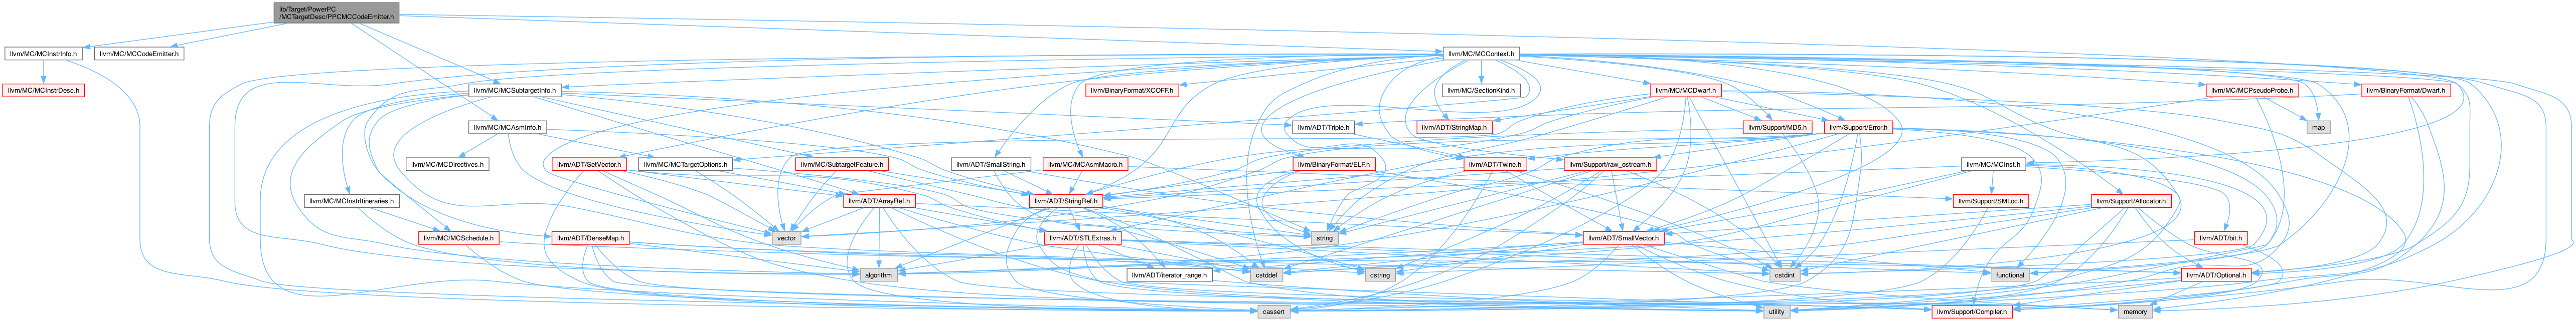 lib/Target/PowerPC
/MCTargetDesc/PPCMCCodeEmitter.h
llvm/MC/MCInstrInfo.h
llvm/MC/MCCodeEmitter.h
llvm/MC/MCContext.h
llvm/MC/MCInstrDesc.h
llvm/MC/MCSubtargetInfo.h
llvm/BinaryFormat/XCOFF.h
llvm/MC/SectionKind.h
llvm/MC/MCDwarf.h
llvm/MC/MCPseudoProbe.h
llvm/BinaryFormat/Dwarf.h
llvm/MC/MCAsmInfo.h
llvm/ADT/Triple.h
llvm/ADT/StringMap.h
llvm/Support/MD5.h
llvm/Support/Error.h
map
llvm/MC/MCDirectives.h
llvm/ADT/SetVector.h
llvm/MC/MCTargetOptions.h
llvm/MC/SubtargetFeature.h
llvm/ADT/SmallString.h
llvm/MC/MCAsmMacro.h
llvm/BinaryFormat/ELF.h
llvm/ADT/Twine.h
llvm/Support/raw_ostream.h
llvm/MC/MCInst.h
llvm/MC/MCInstrItineraries.h
llvm/ADT/ArrayRef.h
llvm/ADT/StringRef.h
llvm/Support/SMLoc.h
llvm/Support/Allocator.h
llvm/MC/MCSchedule.h
llvm/ADT/DenseMap.h
vector
llvm/ADT/STLExtras.h
string
llvm/ADT/SmallVector.h
llvm/ADT/bit.h
algorithm
llvm/ADT/iterator_range.h
cstddef
cstring
cstdint
functional
llvm/ADT/Optional.h
cassert
utility
llvm/Support/Compiler.h
memory